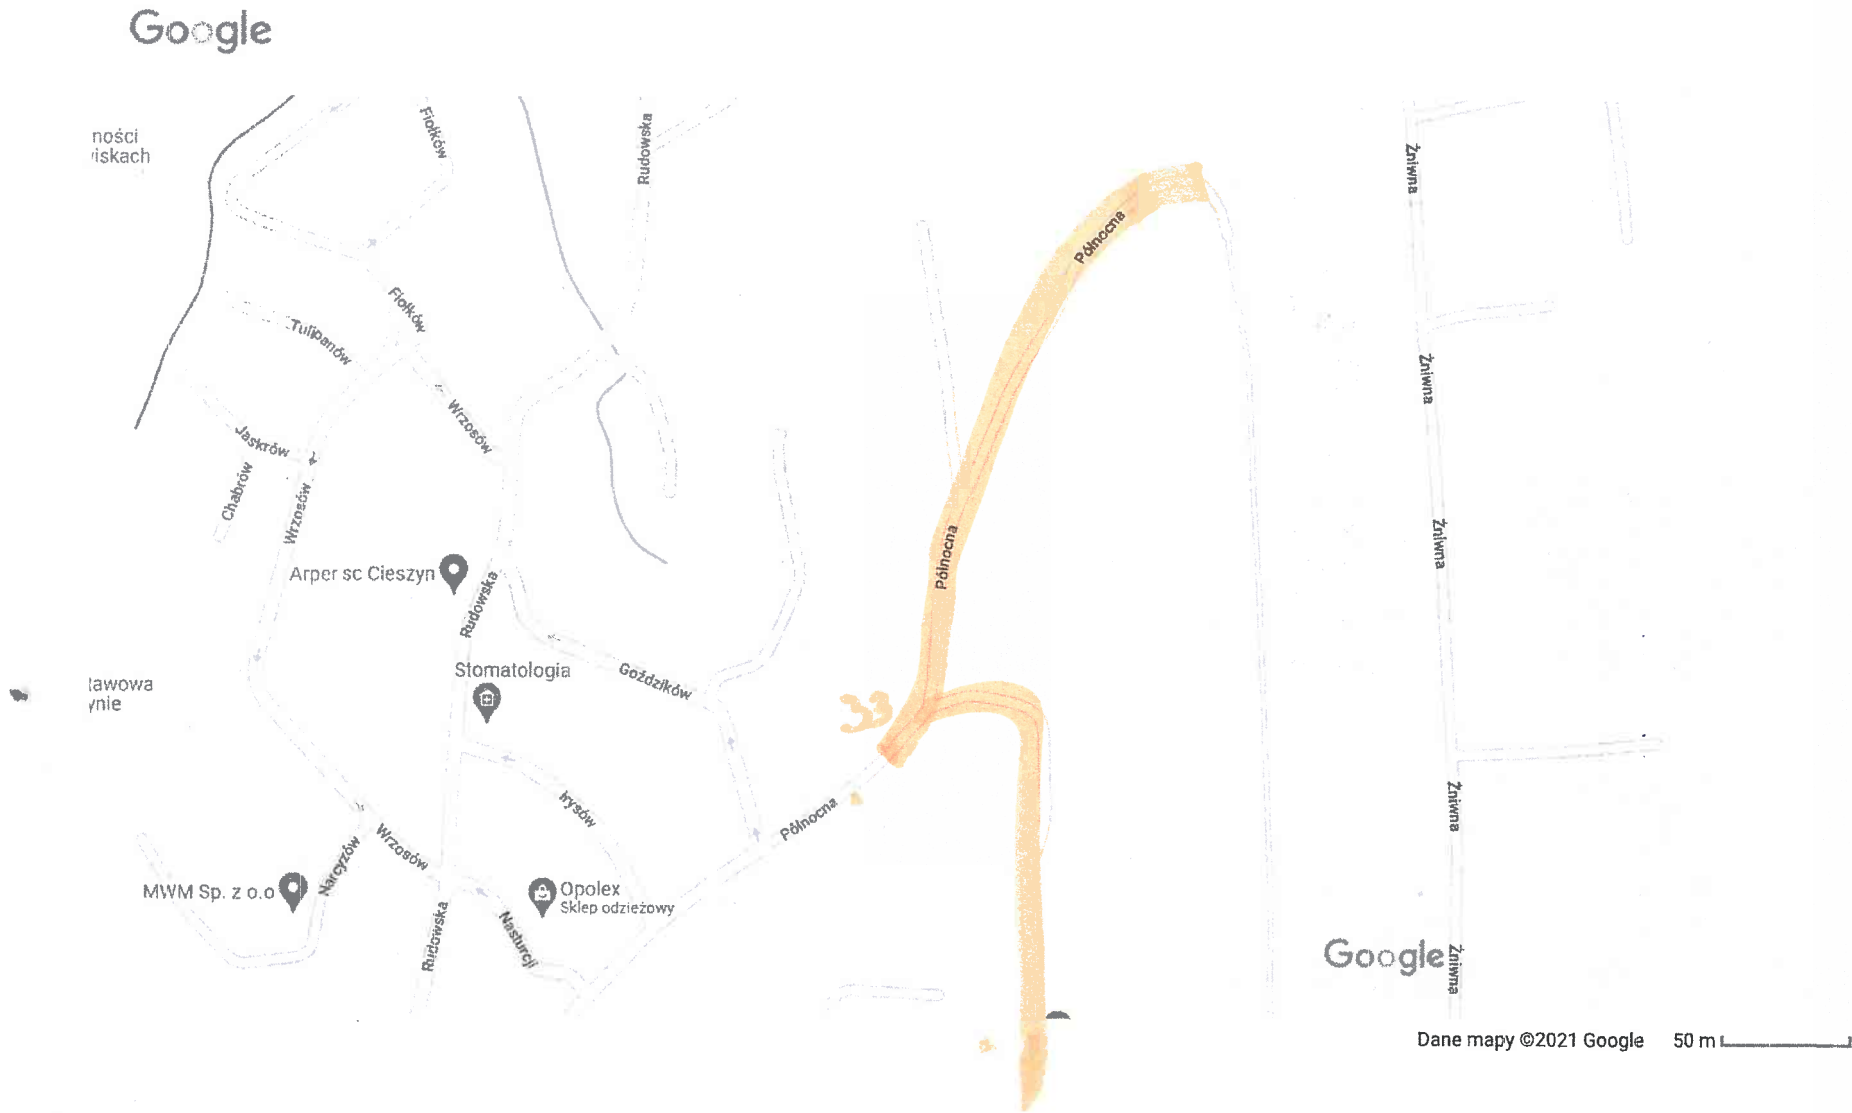 Google
ności
viskach
Fiołków
Rudowska
Żniwna
Północna
Fiołków
Tulipanów
Żniwna
Wrzosów
Jaskrów
Chabrów
Wrzosów
Żniwna
Północna
Arper sc Cieszyn
Rudowska
Stomatologia
Goździków
tawowa
ynie
33
Irysów
Północna
Żniwna
Wrzosów
Narcyzów
MWM Sp. z o.o
Opolex
Sklep odzieżowy
Rudowska
Nasturcji
Google
Żniwna
Dane mapy ©2021 Google 50 m